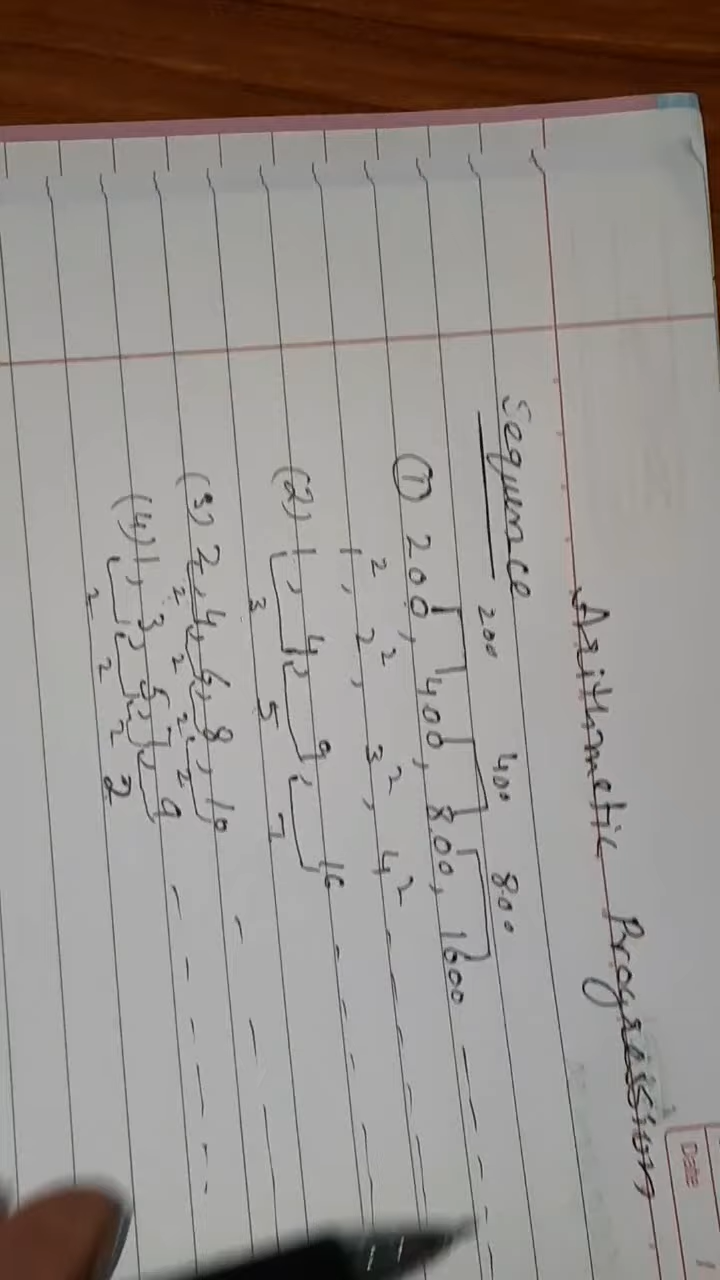 Date
Arithmetic Progression
Sequence
200 400 800
① 200, 400, 800, 1600 - - - -
1², 2², 3², 4² - - - -
(2) 1, 4, 9, 16 - - - -
3 5 7
(3) 2, 4, 6, 8, 10 - - -
2 2 2 2
(4) 1, 3, 5, 7, 9 - - - - -
2 2 2 2